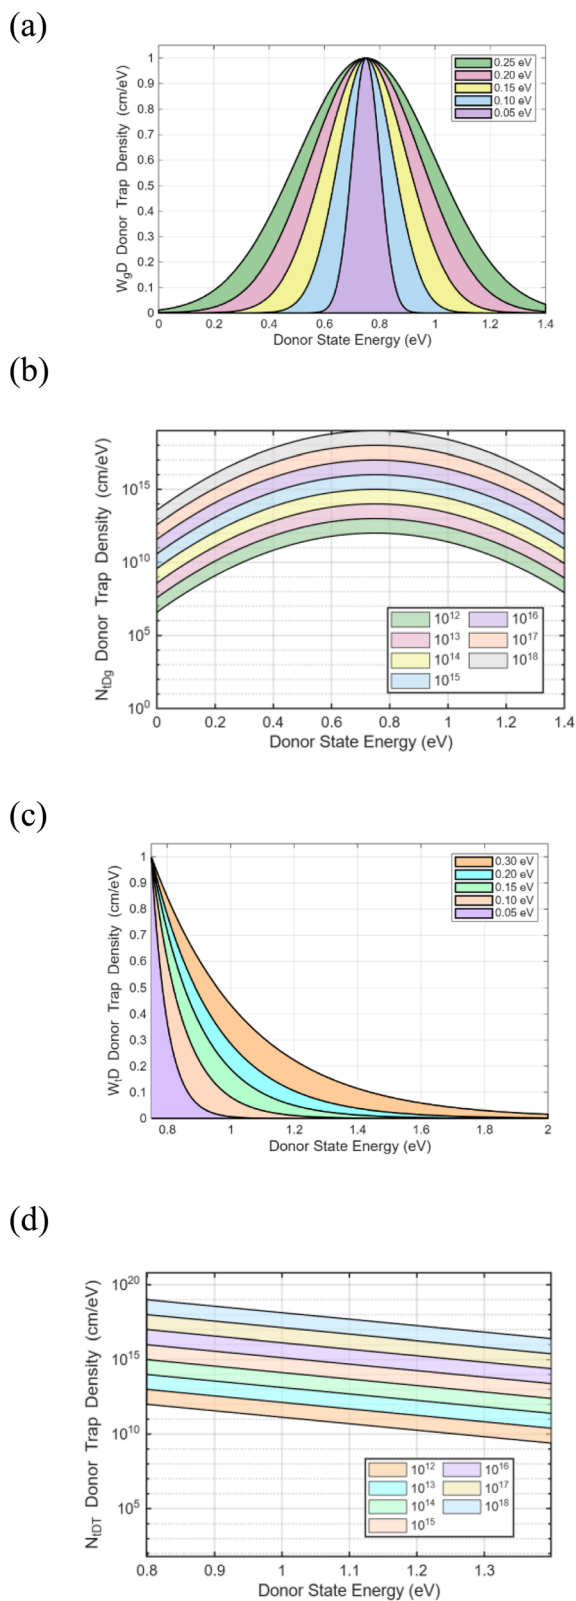 (a)
W_gD Donor Trap Density (cm/eV)
1
0.9
0.8
0.7
0.6
0.5
0.4
0.3
0.2
0.1
0
0.25 eV
0.20 eV
0.15 eV
0.10 eV
0.05 eV
0 0.2 0.4 0.6 0.8 1 1.2 1.4
Donor State Energy (eV)
(b)
N_tDg Donor Trap Density (cm/eV)
10^15
10^10
10^5
10^0
10^12 10^16
10^13 10^17
10^14 10^18
10^15
0 0.2 0.4 0.6 0.8 1 1.2 1.4
Donor State Energy (eV)
(c)
W_tD Donor Trap Density (cm/eV)
1
0.9
0.8
0.7
0.6
0.5
0.4
0.3
0.2
0.1
0
0.30 eV
0.20 eV
0.15 eV
0.10 eV
0.05 eV
0.8 1 1.2 1.4 1.6 1.8 2
Donor State Energy (eV)
(d)
N_tDT Donor Trap Density (cm/eV)
10^20
10^15
10^10
10^5
10^12 10^16
10^13 10^17
10^14 10^18
10^15
0.8 0.9 1 1.1 1.2 1.3
Donor State Energy (eV)